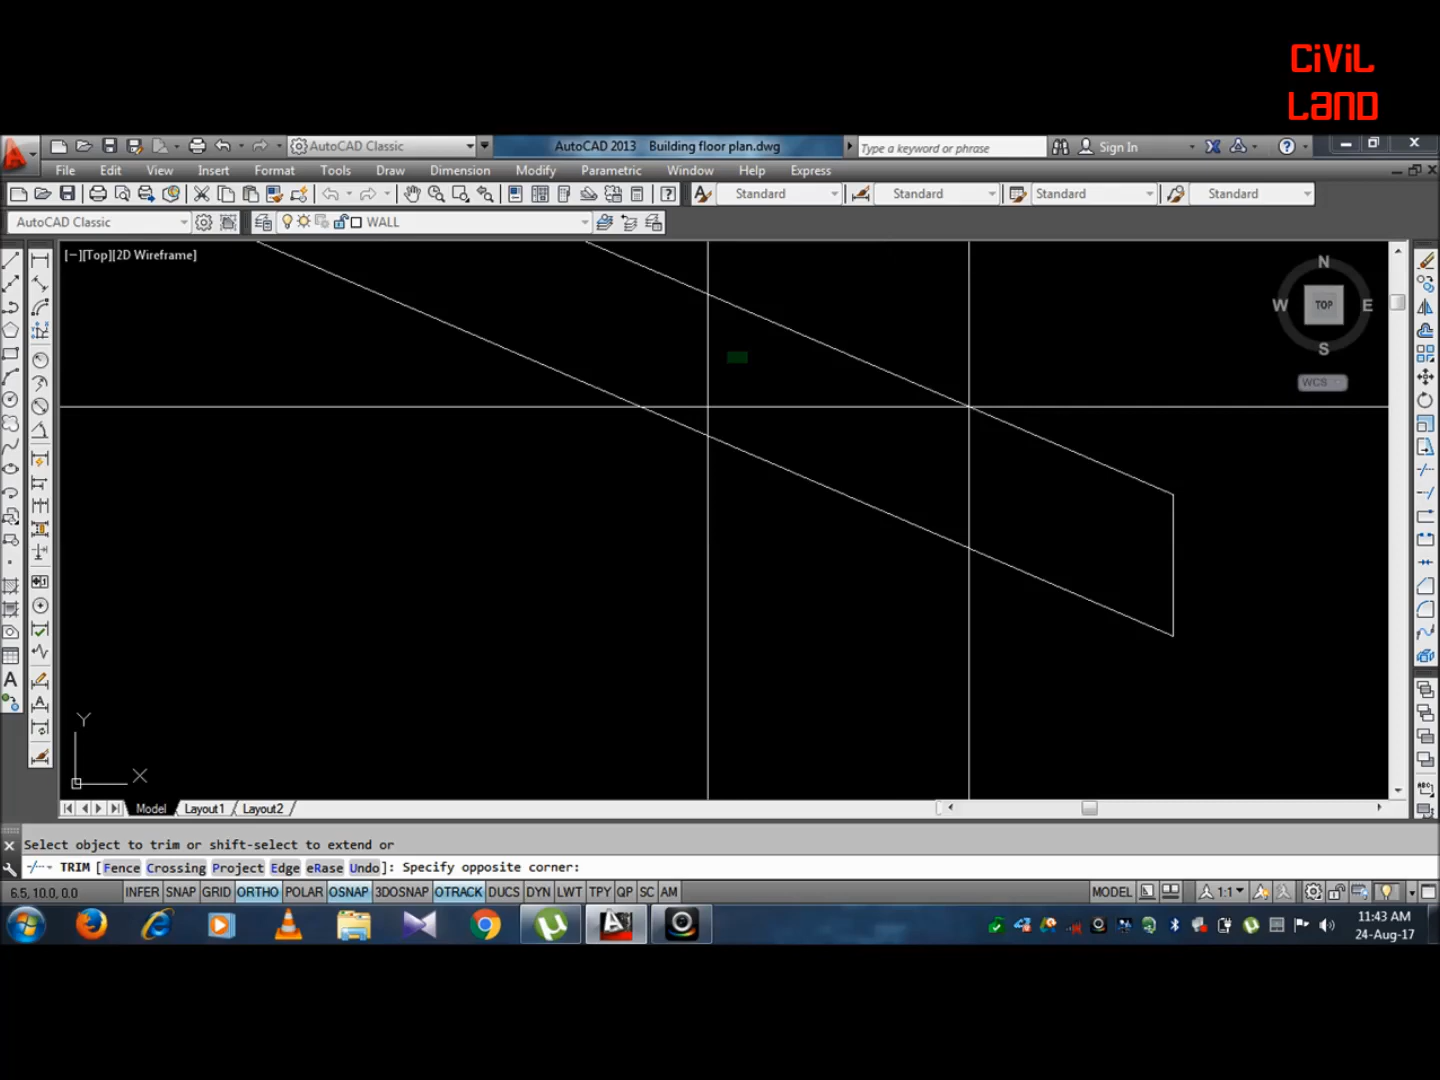 CiViL
LAND
AutoCAD Classic
AutoCAD 2013 Building floor plan.dwg
Type a keyword or phrase
Sign In
File Edit View Insert Format Tools Draw Dimension Modify Parametric Window Help Express
Standard Standard Standard Standard
AutoCAD Classic
WALL
[−][Top][2D Wireframe]
N
W TOP E
S
WCS
Y
X
Model Layout1 Layout2
Select object to trim or shift-select to extend or
TRIM [Fence Crossing Project Edge eRase Undo]: Specify opposite corner:
6.5, 10.0, 0.0 INFER SNAP GRID ORTHO POLAR OSNAP 3DOSNAP OTRACK DUCS DYN LWT TPY QP SC AM MODEL 1:1
11:43 AM
24-Aug-17